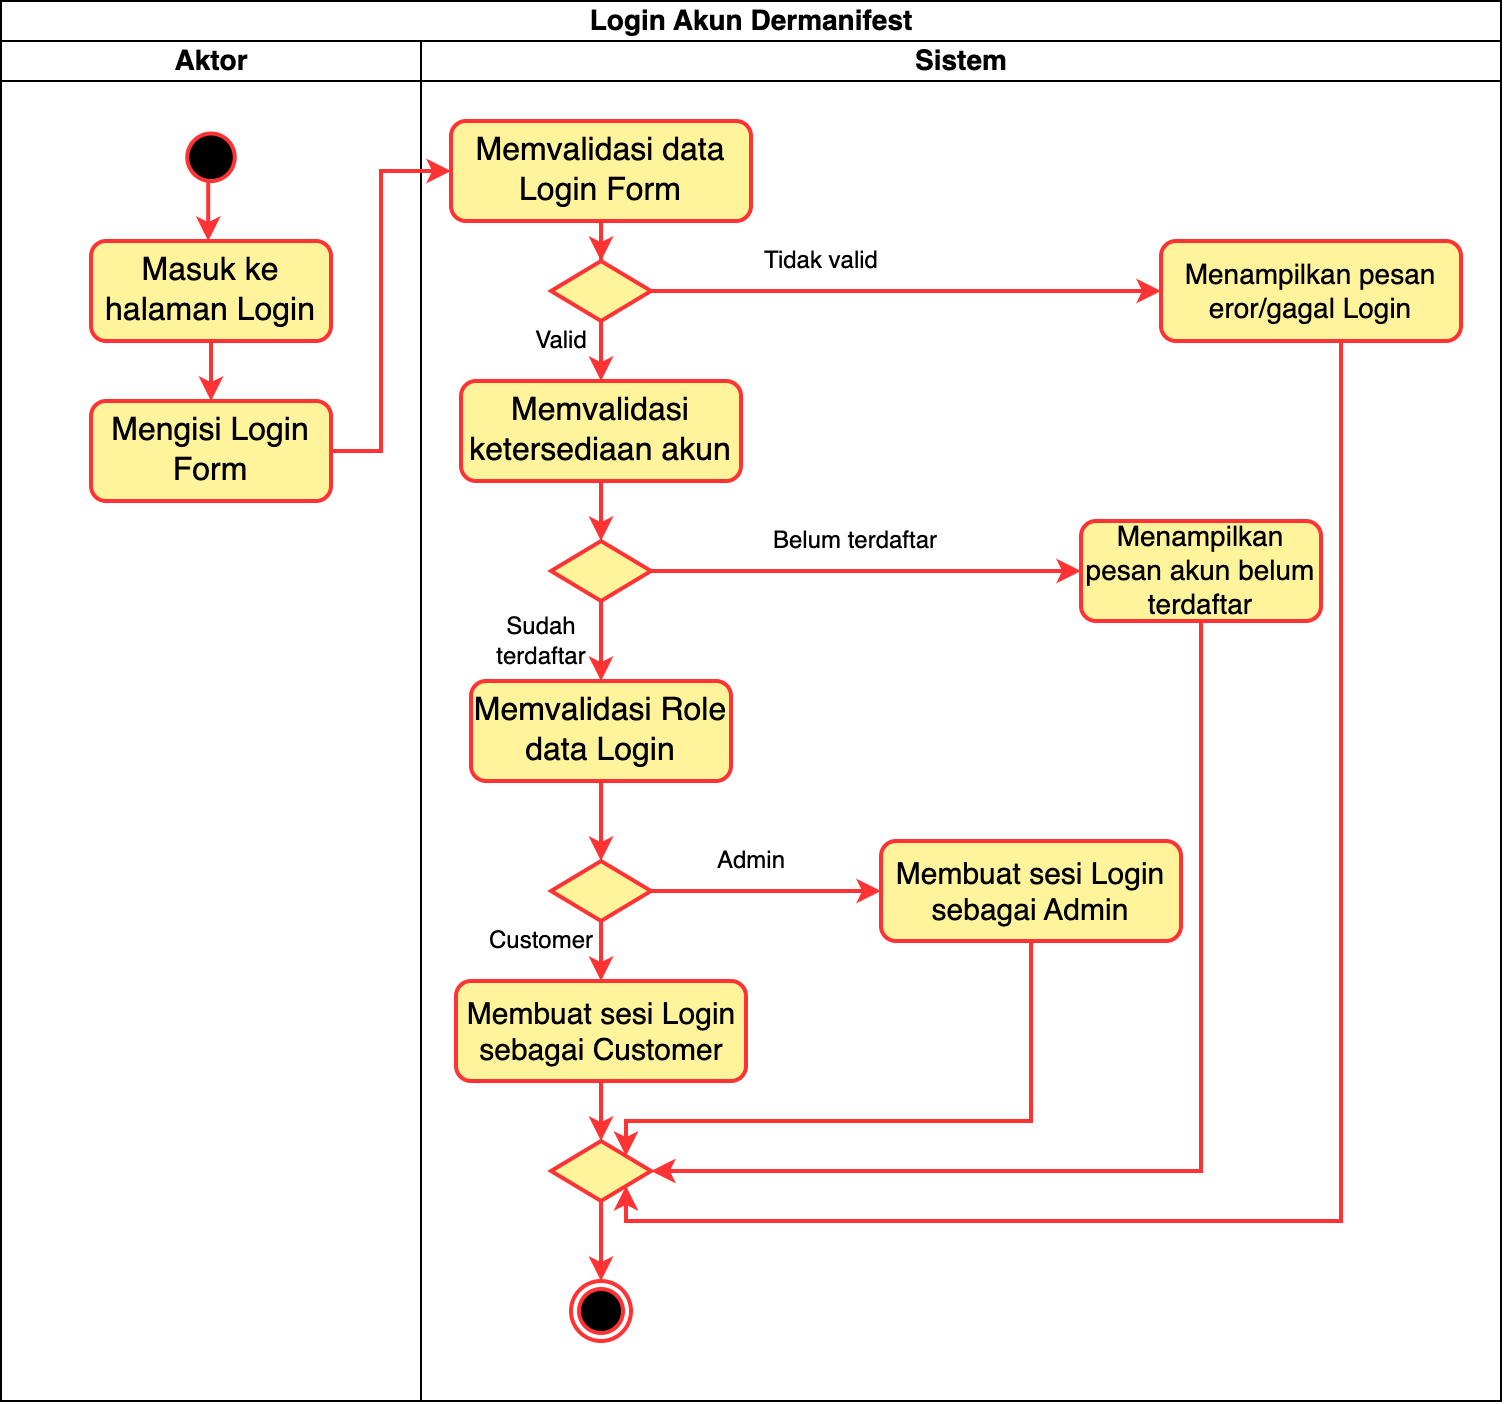 Login Akun Dermanifest
Aktor
Sistem
Masuk ke
halaman Login
Mengisi Login
Form
Memvalidasi data
Login Form
Tidak valid
Menampilkan pesan
eror/gagal Login
Valid
Memvalidasi
ketersediaan akun
Belum terdaftar
Menampilkan
pesan akun belum
terdaftar
Sudah
terdaftar
Memvalidasi Role
data Login
Admin
Membuat sesi Login
sebagai Admin
Customer
Membuat sesi Login
sebagai Customer